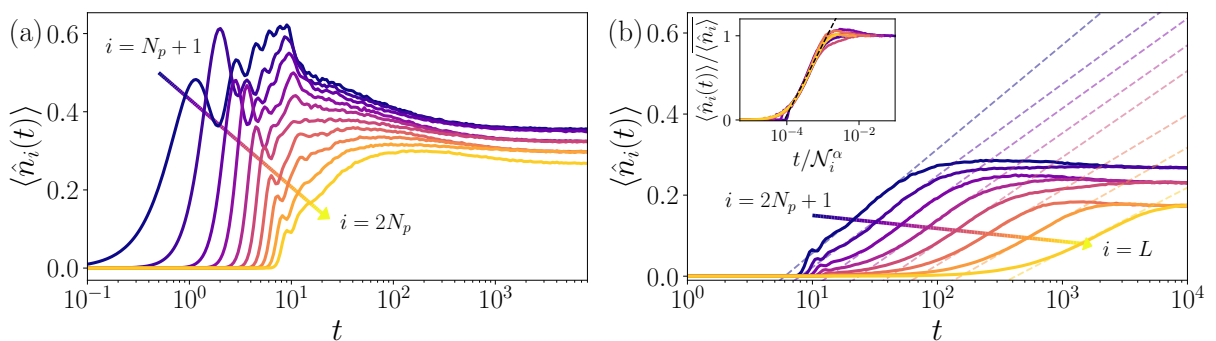 (a)
⟨n̂_i(t)⟩
0.6
0.4
0.2
0.0
i = N_p + 1
i = 2N_p
10^{-1} 10^0 10^1 10^2 10^3
t
(b)
⟨n̂_i(t)⟩
0.6
0.4
0.2
0.0
⟨n̂_i(t)⟩/\overline{⟨n̂_i⟩}
1
0
10^{-4} 10^{-2}
t/𝒩_i^α
i = 2N_p + 1
i = L
10^0 10^1 10^2 10^3 10^4
t